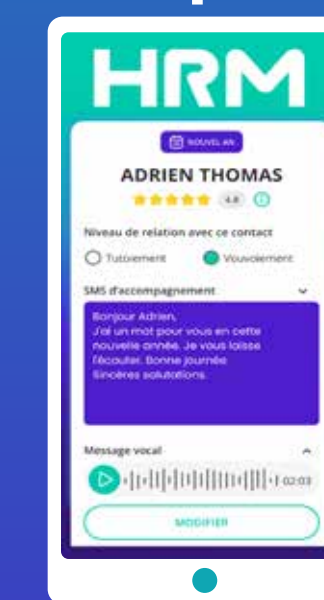 HRM
NOUVEL AN
ADRIEN THOMAS
4.8
Niveau de relation avec ce contact
Tutoiement
Vouvoiement
SMS d'accompagnement
Bonjour Adrien,
J'ai un mot pour vous en cette
nouvelle année. Je vous laisse
l'écouter. Bonne journée
Sincères salutations.
Message vocal
02:03
MODIFIER